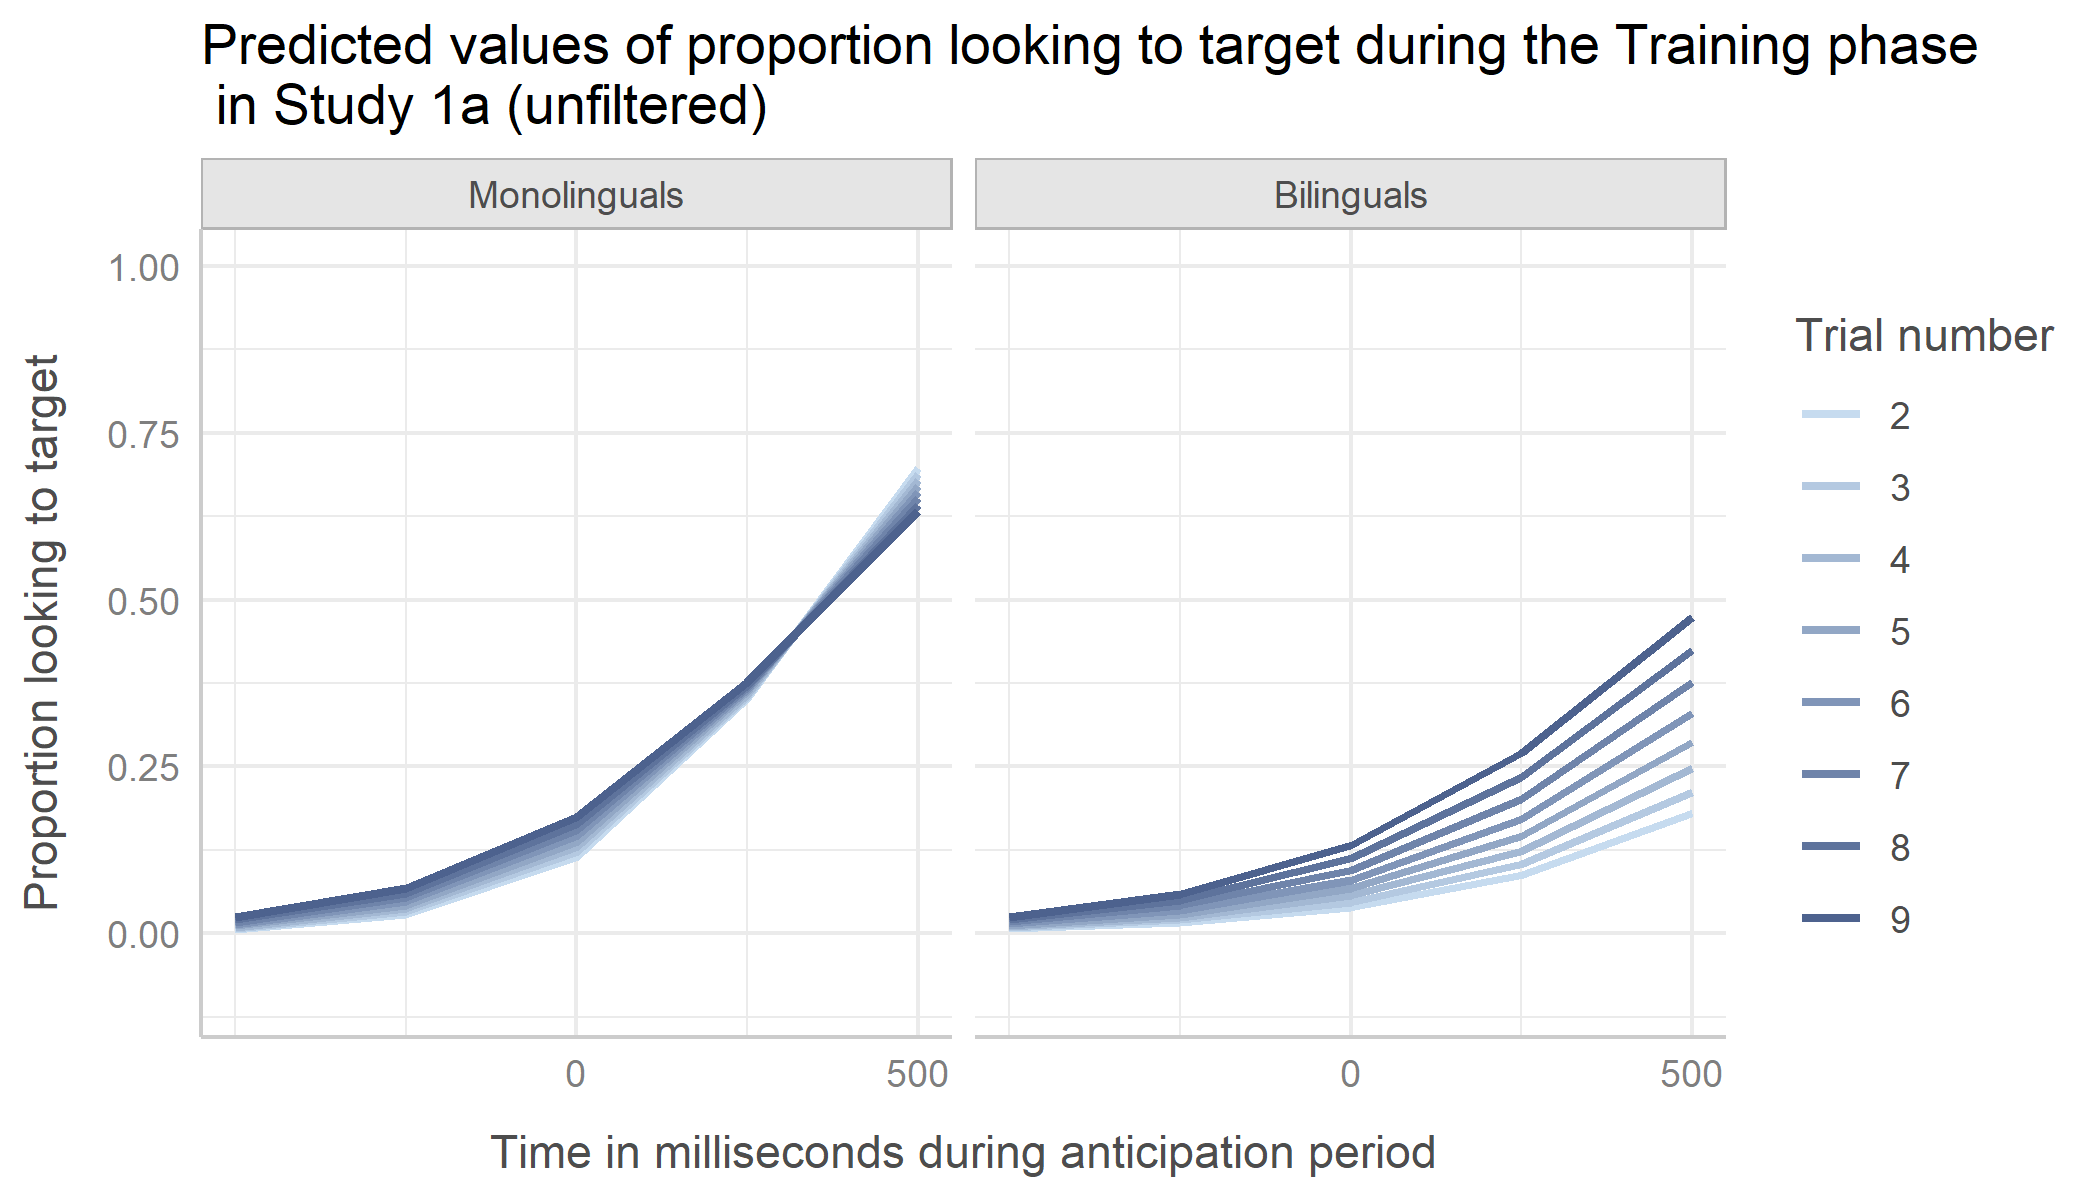 Predicted values of proportion looking to target during the Training phase
in Study 1a (unfiltered)
Monolinguals
Bilinguals
Proportion looking to target
1.00
0.75
0.50
0.25
0.00
0
500
0
500
Time in milliseconds during anticipation period
Trial number
2
3
4
5
6
7
8
9